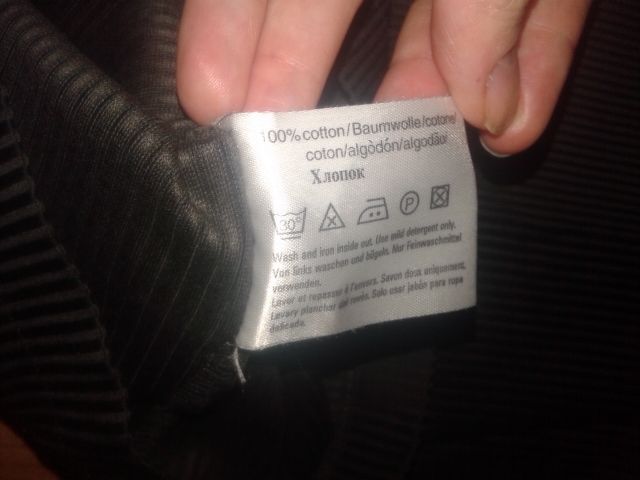 100% cotton/Baumwolle/cotone/
coton/algòdón/algodão
Хлопок
30° P
Wash and iron inside out. Use mild detergent only.
Von links waschen und bügeln. Nur Feinwaschmittel
verwenden.
Laver et repasser à l'envers. Savon doux uniquement.
Lavar y planchar del revés. Solo usar jabón para ropa
delicada.